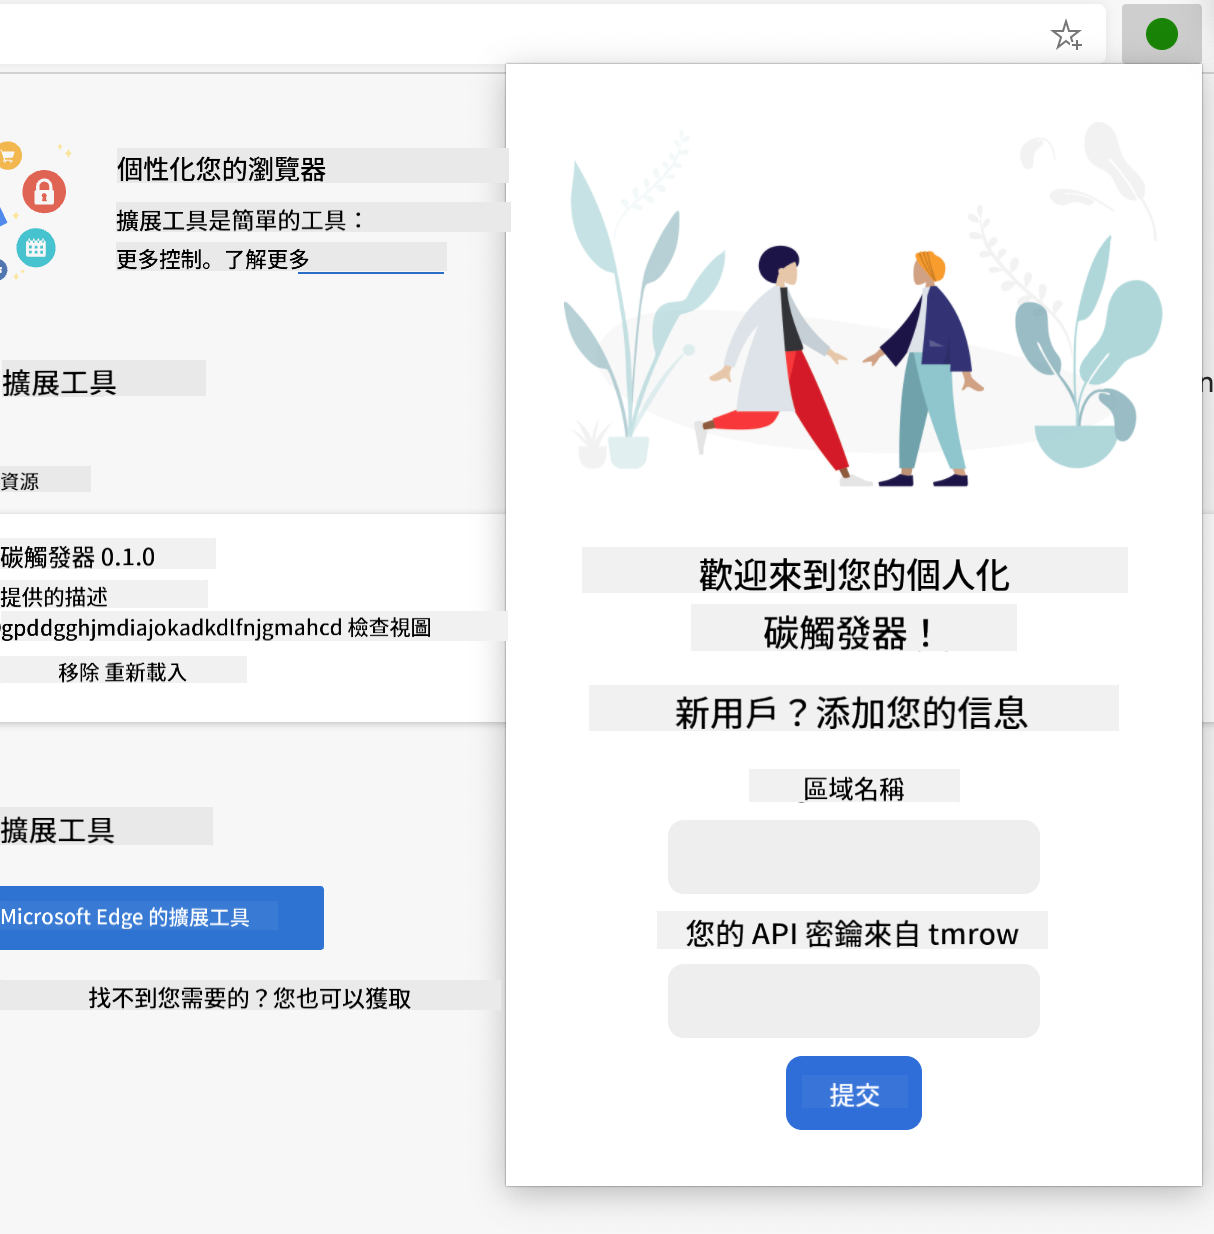 個性化您的瀏覽器
擴展工具是簡單的工具：
更多控制。了解更多
擴展工具
資源
碳觸發器 0.1.0
提供的描述
gpddgghjmdiajokadkdlfnjgmahcd 檢查視圖
移除 重新載入
擴展工具
Microsoft Edge 的擴展工具
找不到您需要的？您也可以獲取
歡迎來到您的個人化
碳觸發器！
新用戶？添加您的信息
區域名稱
您的 API 密鑰來自 tmrow
提交